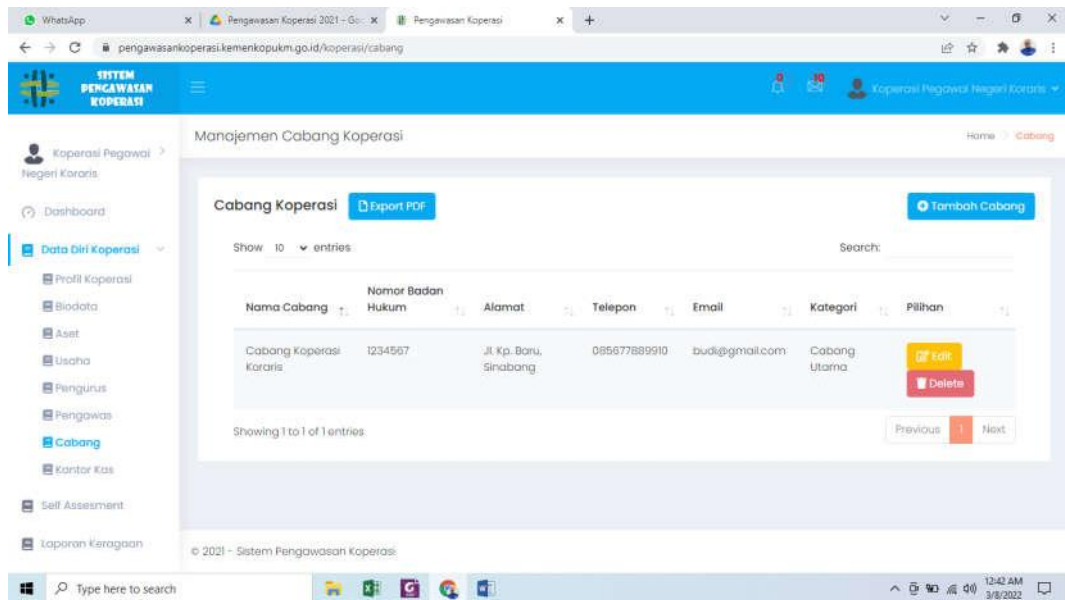 WhatsApp
Pengawasan Koperasi 2021 - Go
Pengawasan Koperasi
pengawasankoperasi.kemenkopukm.go.id/koperasi/cabang
SISTEM
PENGAWASAN
KOPERASI
10
Koperasi Pegawai Negeri Kararis
Koperasi Pegawai
Negeri Kararis
Manajemen Cabang Koperasi
Home
Cabang
Dashboard
Data Diri Koperasi
Profil Koperasi
Biodata
Aset
Usaha
Pengurus
Pengawas
Cabang
Kantor Kas
Self Assesment
Laporan Keragaan
Cabang Koperasi
Export PDF
Tambah Cabang
Show 10 entries
Search:
Nama Cabang
Nomor Badan
Hukum
Alamat
Telepon
Email
Kategori
Pilihan
Cabang Koperasi
Kararis
1234567
Jl. Kp. Baru,
Sinabang
085677889910
budi@gmail.com
Cabang
Utama
Edit
Delete
Showing 1 to 1 of 1 entries
Previous
1
Next
© 2021 - Sistem Pengawasan Koperasi
Type here to search
12:42 AM
3/8/2022